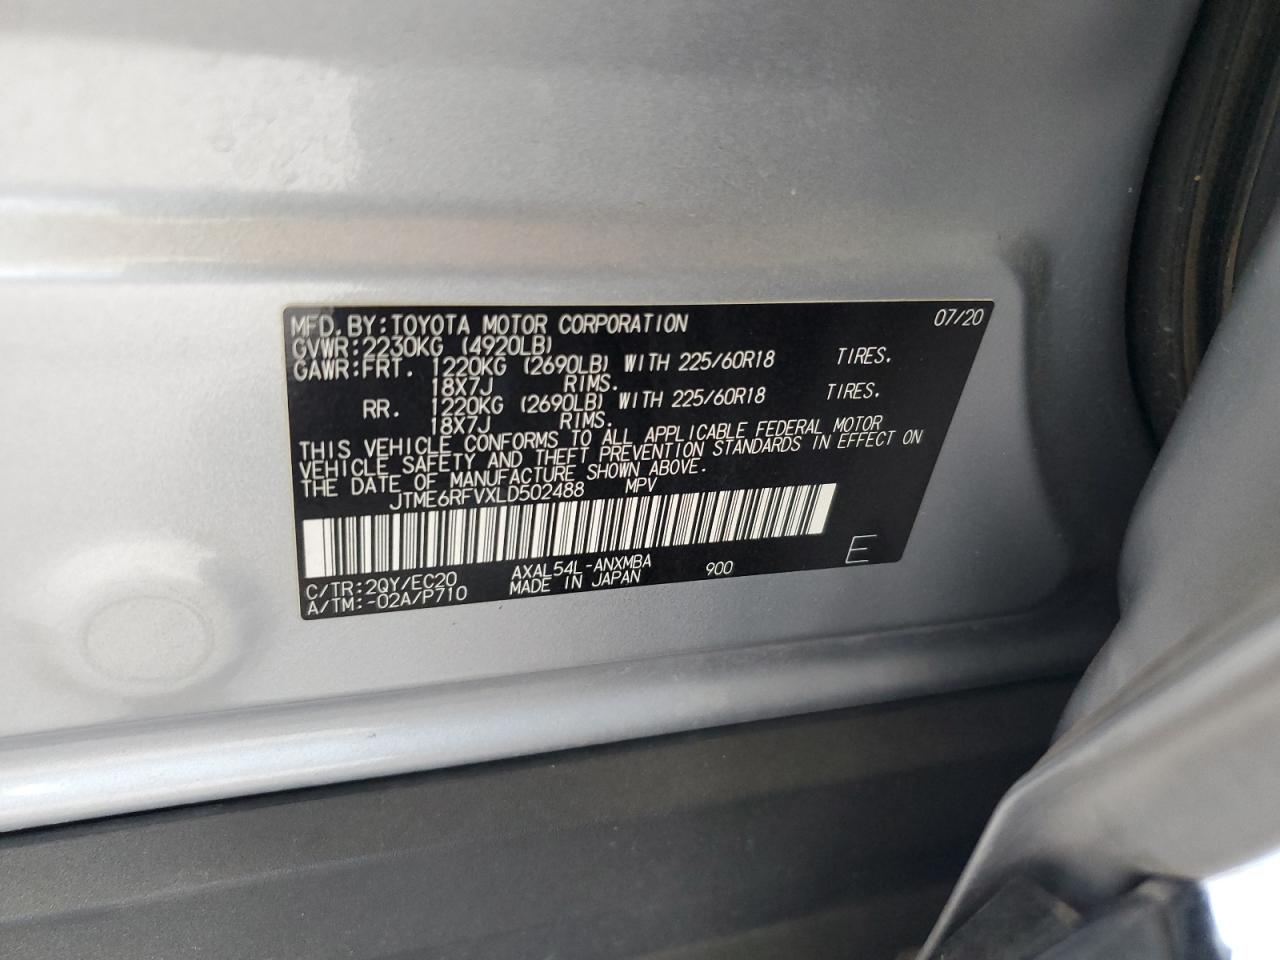 MFD. BY: TOYOTA MOTOR CORPORATION 07/20
GVWR: 2230KG (4920LB)
GAWR: FRT. 1220KG (2690LB) WITH 225/60R18 TIRES.
18X7J RIMS.
RR. 1220KG (2690LB) WITH 225/60R18 TIRES.
18X7J RIMS.
THIS VEHICLE CONFORMS TO ALL APPLICABLE FEDERAL MOTOR
VEHICLE SAFETY AND THEFT PREVENTION STANDARDS IN EFFECT ON
THE DATE OF MANUFACTURE SHOWN ABOVE.
JTME6RFVXLD502488 MPV
C/TR: 2QY/EC20 AXAL54L-ANXMBA 900 E
A/TM: -02A/P710 MADE IN JAPAN